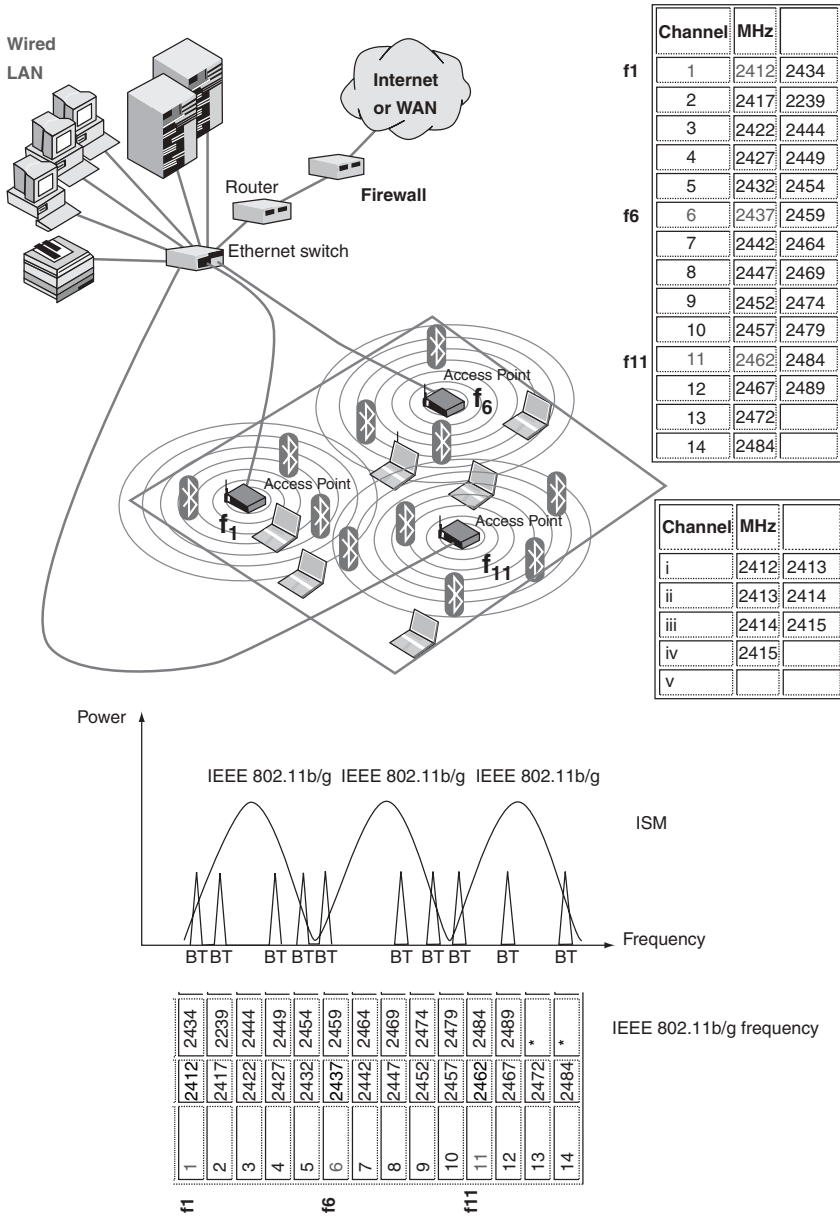 Wired
LAN
Internet
or WAN
Router
Firewall
Ethernet switch
Access Point
f6
Access Point
f1
Access Point
f11
Channel MHz
f1 1 2412 2434
2 2417 2239
3 2422 2444
4 2427 2449
5 2432 2454
f6 6 2437 2459
7 2442 2464
8 2447 2469
9 2452 2474
10 2457 2479
f11 11 2462 2484
12 2467 2489
13 2472
14 2484
Channel MHz
i 2412 2413
ii 2413 2414
iii 2414 2415
iv 2415
v
Power
IEEE 802.11b/g IEEE 802.11b/g IEEE 802.11b/g
ISM
Frequency
BT BT BT BT BT BT BT BT BT BT
2434 2239 2444 2449 2454 2459 2464 2469 2474 2479 2484 2489 * *
IEEE 802.11b/g frequency
2412 2417 2422 2427 2432 2437 2442 2447 2452 2457 2462 2467 2472 2484
1 2 3 4 5 6 7 8 9 10 11 12 13 14
f1 f6 f11